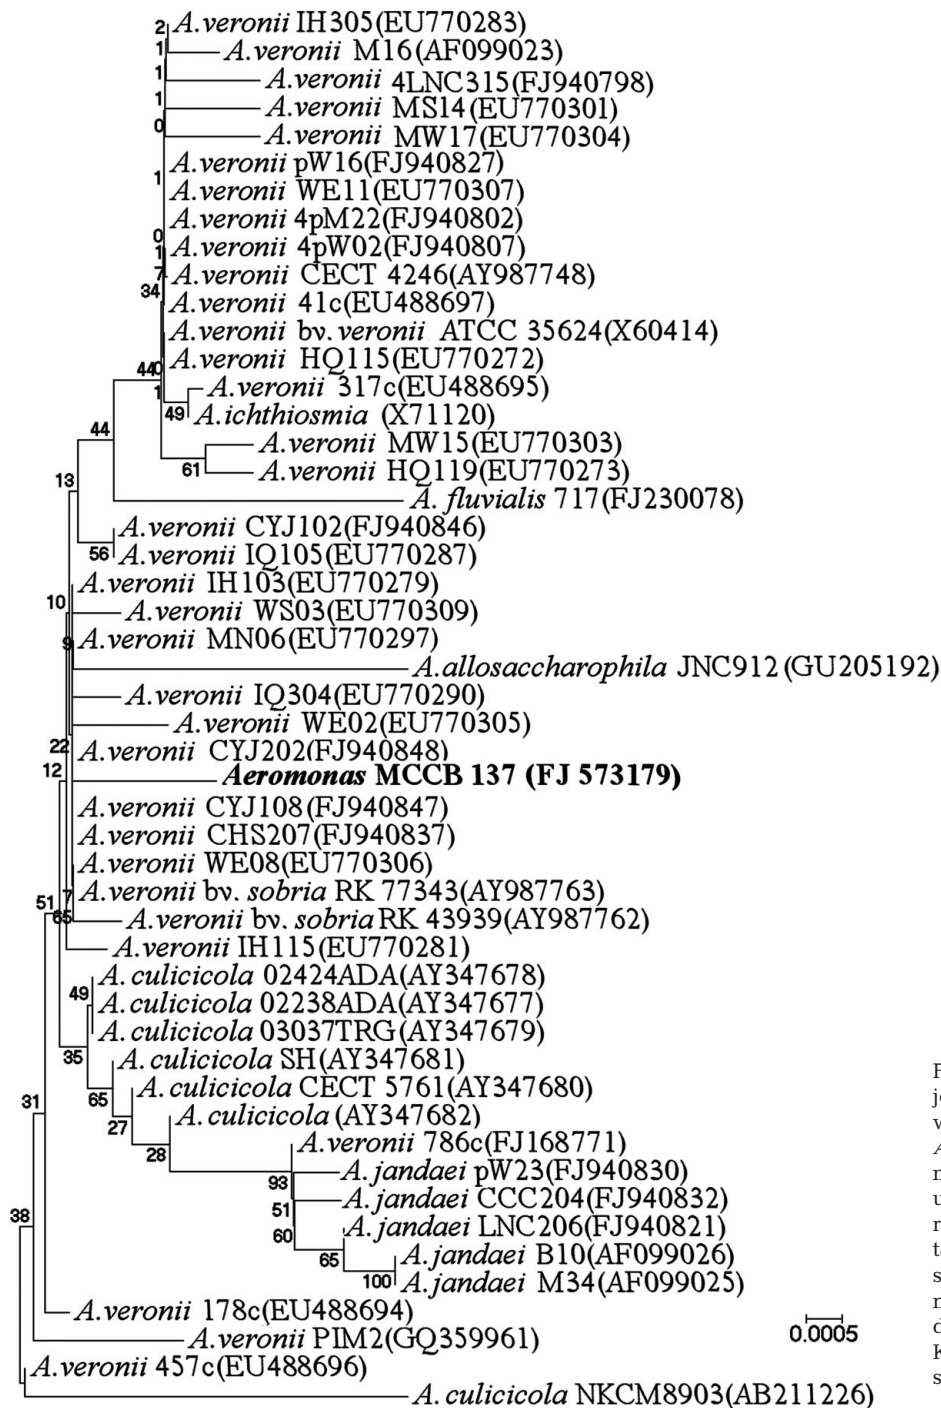 2
A.veronii IH305(EU770283)
1
A.veronii M16(AF099023)
1
A.veronii 4LNC315(FJ940798)
1
A.veronii MS14(EU770301)
0
A.veronii MW17(EU770304)
A.veronii pW16(FJ940827)
1
A.veronii WE11(EU770307)
A.veronii 4pM22(FJ940802)
0
A.veronii 4pW02(FJ940807)
1
7
A.veronii CECT 4246(AY987748)
34
A.veronii 41c(EU488697)
A.veronii bv. veronii ATCC 35624(X60414)
A.veronii HQ115(EU770272)
44
0
A.veronii 317c(EU488695)
1
49
A.ichthiosmia (X71120)
44
A.veronii MW15(EU770303)
61
A.veronii HQ119(EU770273)
13
A. fluvialis 717(FJ230078)
A.veronii CYJ102(FJ940846)
56
A.veronii IQ105(EU770287)
A.veronii IH103(EU770279)
10
A.veronii WS03(EU770309)
9
A.veronii MN06(EU770297)
A.allosaccharophila JNC912 (GU205192)
A.veronii IQ304(EU770290)
A.veronii WE02(EU770305)
22
A.veronii CYJ202(FJ940848)
12
Aeromonas MCCB 137 (FJ 573179)
A.veronii CYJ108(FJ940847)
A.veronii CHS207(FJ940837)
A.veronii WE08(EU770306)
7
A.veronii bv. sobria RK 77343(AY987763)
51
65
A.veronii bv. sobria RK 43939(AY987762)
A.veronii IH115(EU770281)
A. culicicola 02424ADA(AY347678)
49
A. culicicola 02238ADA(AY347677)
A. culicicola 03037TRG(AY347679)
35
A. culicicola SH(AY347681)
65
A. culicicola CECT 5761(AY347680)
31
27
A. culicicola (AY347682)
28
A.veronii 786c(FJ168771)
93
A. jandaei pW23(FJ940830)
51
A. jandaei CCC204(FJ940832)
38
60
A. jandaei LNC206(FJ940821)
65
A. jandaei B10(AF099026)
100
A. jandaei M34(AF099025)
A.veronii 178c(EU488694)
0.0005
A.veronii PIM2(GQ359961)
A.veronii 457c(EU488696)
A. culicicola NKCM8903(AB211226)